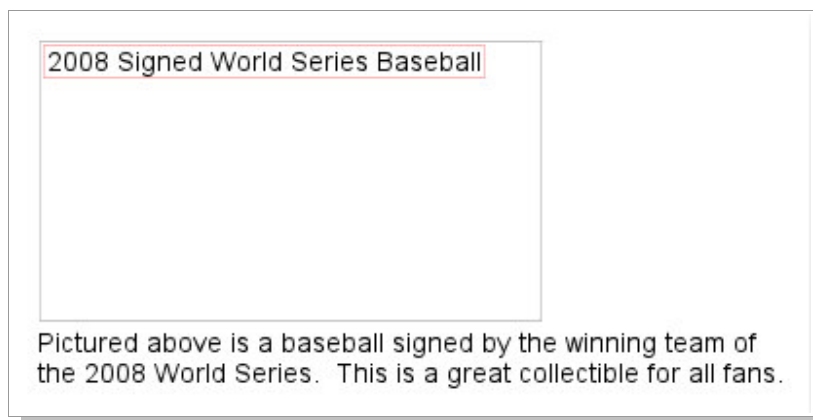 2008 Signed World Series Baseball
Pictured above is a baseball signed by the winning team of
the 2008 World Series.  This is a great collectible for all fans.